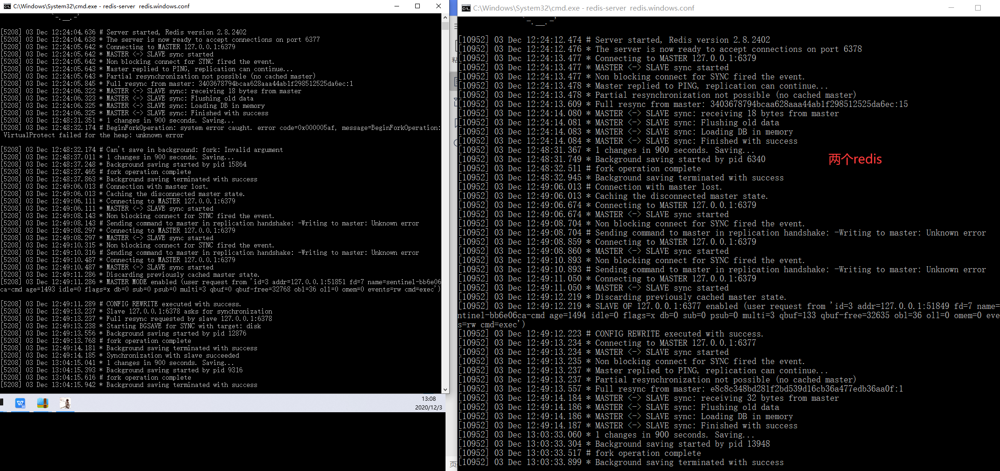 C:\Windows\System32\cmd.exe - redis-server  redis.windows.conf
[5208] 03 Dec 12:24:04.636 # Server started, Redis version 2.8.2402
[5208] 03 Dec 12:24:04.638 * The server is now ready to accept connections on port 6377
[5208] 03 Dec 12:24:05.642 * Connecting to MASTER 127.0.0.1:6379
[5208] 03 Dec 12:24:05.642 * MASTER <-> SLAVE sync started
[5208] 03 Dec 12:24:05.642 * Non blocking connect for SYNC fired the event.
[5208] 03 Dec 12:24:05.643 * Master replied to PING, replication can continue...
[5208] 03 Dec 12:24:05.643 * Partial resynchronization not possible (no cached master)
[5208] 03 Dec 12:24:05.845 * Full resync from master: 3403678794bcaa628aaa44ab1f298512525da6ec:1
[5208] 03 Dec 12:24:06.322 * MASTER <-> SLAVE sync: receiving 18 bytes from master
[5208] 03 Dec 12:24:06.323 * MASTER <-> SLAVE sync: Flushing old data
[5208] 03 Dec 12:24:06.325 * MASTER <-> SLAVE sync: Loading DB in memory
[5208] 03 Dec 12:24:06.325 * MASTER <-> SLAVE sync: Finished with success
[5208] 03 Dec 12:48:31.351 * 1 changes in 900 seconds. Saving...
[5208] 03 Dec 12:48:32.174 # BeginForkOperation: system error caught. error code=0x000005af, message=BeginForkOperation:
VirtualProtect failed for the heap: unknown error
[5208] 03 Dec 12:48:32.174 # Can't save in background: fork: Invalid argument
[5208] 03 Dec 12:48:37.011 * 1 changes in 900 seconds. Saving...
[5208] 03 Dec 12:48:37.248 * Background saving started by pid 15864
[5208] 03 Dec 12:48:37.465 # fork operation complete
[5208] 03 Dec 12:48:37.863 * Background saving terminated with success
[5208] 03 Dec 12:49:06.013 # Connection with master lost.
[5208] 03 Dec 12:49:06.013 * Caching the disconnected master state.
[5208] 03 Dec 12:49:06.111 * Connecting to MASTER 127.0.0.1:6379
[5208] 03 Dec 12:49:06.111 * MASTER <-> SLAVE sync started
[5208] 03 Dec 12:49:08.143 * Non blocking connect for SYNC fired the event.
[5208] 03 Dec 12:49:08.143 # Sending command to master in replication handshake: -Writing to master: Unknown error
[5208] 03 Dec 12:49:08.297 * Connecting to MASTER 127.0.0.1:6379
[5208] 03 Dec 12:49:08.297 * MASTER <-> SLAVE sync started
[5208] 03 Dec 12:49:10.315 * Non blocking connect for SYNC fired the event.
[5208] 03 Dec 12:49:10.316 # Sending command to master in replication handshake: -Writing to master: Unknown error
[5208] 03 Dec 12:49:10.487 * Connecting to MASTER 127.0.0.1:6379
[5208] 03 Dec 12:49:10.487 * MASTER <-> SLAVE sync started
[5208] 03 Dec 12:49:11.286 * Discarding previously cached master state.
[5208] 03 Dec 12:49:11.286 * MASTER MODE enabled (user request from 'id=3 addr=127.0.0.1:51851 fd=7 name=sentinel-bb6e06
ca-cmd age=1493 idle=0 flags=x db=0 sub=0 psub=0 multi=3 qbuf=0 qbuf-free=32768 obl=36 oll=0 omem=0 events=rw cmd=exec')
[5208] 03 Dec 12:49:11.289 # CONFIG REWRITE executed with success.
[5208] 03 Dec 12:49:13.237 * Slave 127.0.0.1:6378 asks for synchronization
[5208] 03 Dec 12:49:13.237 * Full resync requested by slave 127.0.0.1:6378
[5208] 03 Dec 12:49:13.238 * Starting BGSAVE for SYNC with target: disk
[5208] 03 Dec 12:49:13.556 * Background saving started by pid 12876
[5208] 03 Dec 12:49:13.768 # fork operation complete
[5208] 03 Dec 12:49:14.181 * Background saving terminated with success
[5208] 03 Dec 12:49:14.185 * Synchronization with slave succeeded
[5208] 03 Dec 13:04:15.041 * 1 changes in 900 seconds. Saving...
[5208] 03 Dec 13:04:15.393 * Background saving started by pid 9316
[5208] 03 Dec 13:04:15.616 # fork operation complete
[5208] 03 Dec 13:04:15.942 * Background saving terminated with success
13:08
2020/12/3
C:\Windows\System32\cmd.exe - redis-server  redis.windows.conf
[10952] 03 Dec 12:24:12.474 # Server started, Redis version 2.8.2402
[10952] 03 Dec 12:24:12.476 * The server is now ready to accept connections on port 6378
[10952] 03 Dec 12:24:13.477 * Connecting to MASTER 127.0.0.1:6379
[10952] 03 Dec 12:24:13.477 * MASTER <-> SLAVE sync started
[10952] 03 Dec 12:24:13.477 * Non blocking connect for SYNC fired the event.
[10952] 03 Dec 12:24:13.478 * Master replied to PING, replication can continue...
[10952] 03 Dec 12:24:13.478 * Partial resynchronization not possible (no cached master)
[10952] 03 Dec 12:24:13.609 * Full resync from master: 3403678794bcaa628aaa44ab1f298512525da6ec:15
[10952] 03 Dec 12:24:14.080 * MASTER <-> SLAVE sync: receiving 18 bytes from master
[10952] 03 Dec 12:24:14.081 * MASTER <-> SLAVE sync: Flushing old data
[10952] 03 Dec 12:24:14.083 * MASTER <-> SLAVE sync: Loading DB in memory
[10952] 03 Dec 12:24:14.084 * MASTER <-> SLAVE sync: Finished with success
[10952] 03 Dec 12:48:31.367 * 1 changes in 900 seconds. Saving...
[10952] 03 Dec 12:48:31.749 * Background saving started by pid 6340
两个redis
[10952] 03 Dec 12:48:32.511 # fork operation complete
[10952] 03 Dec 12:48:32.945 * Background saving terminated with success
[10952] 03 Dec 12:49:06.013 # Connection with master lost.
[10952] 03 Dec 12:49:06.013 * Caching the disconnected master state.
[10952] 03 Dec 12:49:06.674 * Connecting to MASTER 127.0.0.1:6379
[10952] 03 Dec 12:49:06.674 * MASTER <-> SLAVE sync started
[10952] 03 Dec 12:49:08.704 * Non blocking connect for SYNC fired the event.
[10952] 03 Dec 12:49:08.704 # Sending command to master in replication handshake: -Writing to master: Unknown error
[10952] 03 Dec 12:49:08.859 * Connecting to MASTER 127.0.0.1:6379
[10952] 03 Dec 12:49:08.860 * MASTER <-> SLAVE sync started
[10952] 03 Dec 12:49:10.893 * Non blocking connect for SYNC fired the event.
[10952] 03 Dec 12:49:10.893 # Sending command to master in replication handshake: -Writing to master: Unknown error
[10952] 03 Dec 12:49:11.050 * Connecting to MASTER 127.0.0.1:6379
[10952] 03 Dec 12:49:11.050 * MASTER <-> SLAVE sync started
[10952] 03 Dec 12:49:12.219 * Discarding previously cached master state.
[10952] 03 Dec 12:49:12.219 * SLAVE OF 127.0.0.1:6377 enabled (user request from 'id=3 addr=127.0.0.1:51849 fd=7 name=
ntinel-bb6e06ca-cmd age=1494 idle=0 flags=x db=0 sub=0 psub=0 multi=3 qbuf=133 qbuf-free=32635 obl=36 oll=0 omem=0 eve
s=rw cmd=exec')
[10952] 03 Dec 12:49:12.223 # CONFIG REWRITE executed with success.
[10952] 03 Dec 12:49:13.234 * Connecting to MASTER 127.0.0.1:6377
[10952] 03 Dec 12:49:13.234 * MASTER <-> SLAVE sync started
[10952] 03 Dec 12:49:13.235 * Non blocking connect for SYNC fired the event.
[10952] 03 Dec 12:49:13.237 * Master replied to PING, replication can continue...
[10952] 03 Dec 12:49:13.237 * Partial resynchronization not possible (no cached master)
[10952] 03 Dec 12:49:13.557 * Full resync from master: e8c8c348bd281f2bd539d16cb36a477edb36aa0f:1
[10952] 03 Dec 12:49:14.184 * MASTER <-> SLAVE sync: receiving 32 bytes from master
[10952] 03 Dec 12:49:14.186 * MASTER <-> SLAVE sync: Flushing old data
[10952] 03 Dec 12:49:14.186 * MASTER <-> SLAVE sync: Loading DB in memory
[10952] 03 Dec 12:49:14.187 * MASTER <-> SLAVE sync: Finished with success
[10952] 03 Dec 13:03:33.060 * 1 changes in 900 seconds. Saving...
[10952] 03 Dec 13:03:33.304 * Background saving started by pid 13948
[10952] 03 Dec 13:03:33.517 # fork operation complete
[10952] 03 Dec 13:03:33.899 * Background saving terminated with success